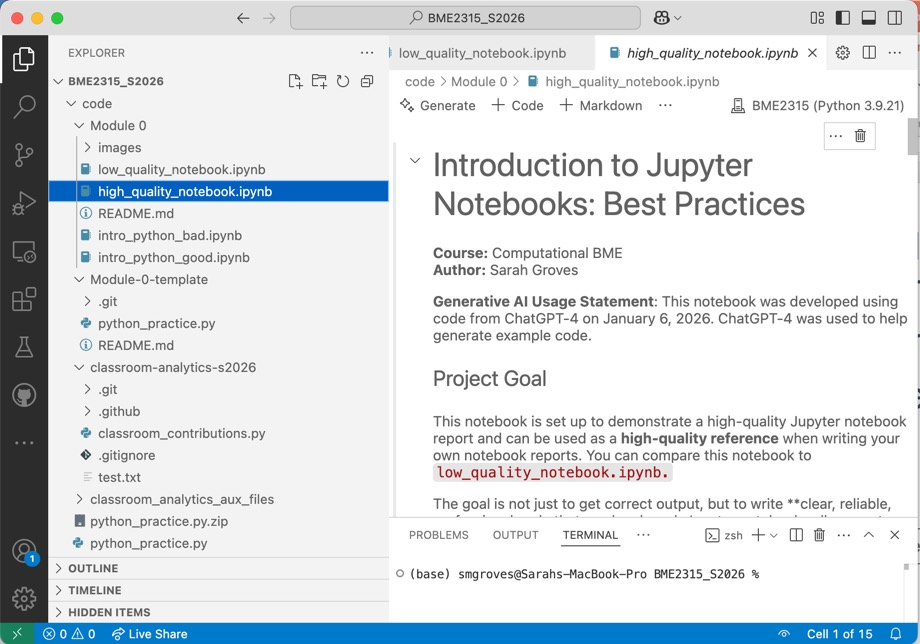 BME2315_S2026
EXPLORER
BME2315_S2026
code
Module 0
images
low_quality_notebook.ipynb
high_quality_notebook.ipynb
README.md
intro_python_bad.ipynb
intro_python_good.ipynb
Module-0-template
.git
python_practice.py
README.md
classroom-analytics-s2026
.git
.github
classroom_contributions.py
.gitignore
test.txt
classroom_analytics_aux_files
python_practice.py.zip
python_practice.py
OUTLINE
TIMELINE
HIDDEN ITEMS
low_quality_notebook.ipynb
high_quality_notebook.ipynb
code > Module 0 > high_quality_notebook.ipynb
Generate + Code + Markdown ...
BME2315 (Python 3.9.21)
Introduction to Jupyter
Notebooks: Best Practices
Course: Computational BME
Author: Sarah Groves
Generative AI Usage Statement: This notebook was developed using
code from ChatGPT-4 on January 6, 2026. ChatGPT-4 was used to help
generate example code.
Project Goal
This notebook is set up to demonstrate a high-quality Jupyter notebook
report and can be used as a high-quality reference when writing your
own notebook reports. You can compare this notebook to
low_quality_notebook.ipynb.
The goal is not just to get correct output, but to write **clear, reliable,
PROBLEMS OUTPUT TERMINAL ... zsh
(base) smgroves@Sarahs-MacBook-Pro BME2315_S2026 %
1
0 0 Live Share
Cell 1 of 15